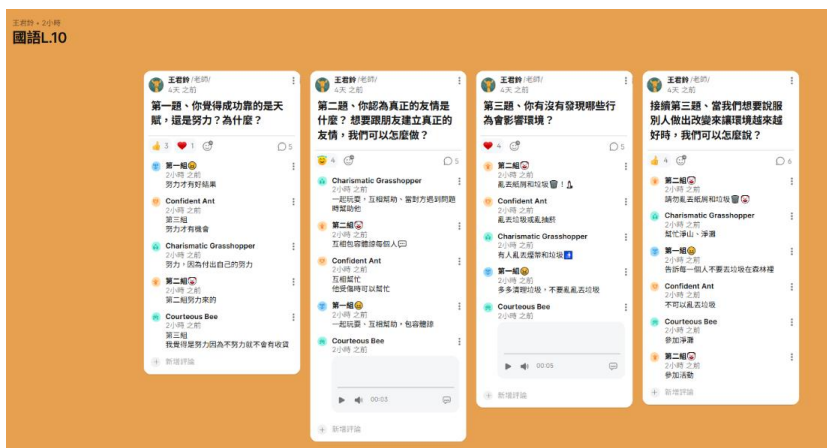 王君鈴 • 2小時
國語L.10
王君鈴 /老師/
4天 之前
第一題、你覺得成功靠的是天
賦，還是努力？為什麼？
3 1 5
第一組
2小時 之前
努力才有好結果
Confident Ant
2小時 之前
第三組
努力才有機會
Charismatic Grasshopper
2小時 之前
努力，因為付出自己的努力
第二組
2小時 之前
第二組努力來的
Courteous Bee
2小時 之前
第三組
我覺得是努力因為不努力就不會有收貨
新增評論
王君鈴 /老師/
4天 之前
第二題、你認為真正的友情是
什麼？ 想要跟朋友建立真正的
友情，我們可以怎麼做？
4 5
Charismatic Grasshopper
2小時 之前
一起玩耍，互相幫助、當對方遇到問題
時幫助他
第二組
2小時 之前
互相包容體諒每個人
Confident Ant
2小時 之前
互相幫忙
他受傷時可以幫忙
第一組
2小時 之前
一起玩耍，互相幫助、包容體諒
Courteous Bee
2小時 之前
00:03
新增評論
王君鈴 /老師/
4天 之前
第三題、你有沒有發現哪些行
為會影響環境？
4 5
第二組
2小時 之前
亂丟紙屑和垃圾！
Confident Ant
2小時 之前
亂丟垃圾或亂抽菸
Charismatic Grasshopper
2小時 之前
有人亂丟煙蒂和垃圾
第一組
2小時 之前
多多清理垃圾，不要亂亂丟垃圾
Courteous Bee
2小時 之前
00:05
新增評論
王君鈴 /老師/
4天 之前
接續第三題、當我們想要說服
別人做出改變來讓環境越來越
好時，我們可以怎麼說？
4 6
第二組
2小時 之前
請勿亂丟紙屑和垃圾
Charismatic Grasshopper
2小時 之前
幫忙淨山、淨灘
第一組
2小時 之前
告訴每一個人不要丟垃圾在森林裡
Confident Ant
2小時 之前
不可以亂丟垃圾
Courteous Bee
2小時 之前
參加淨灘
第二組
2小時 之前
參加活動
新增評論